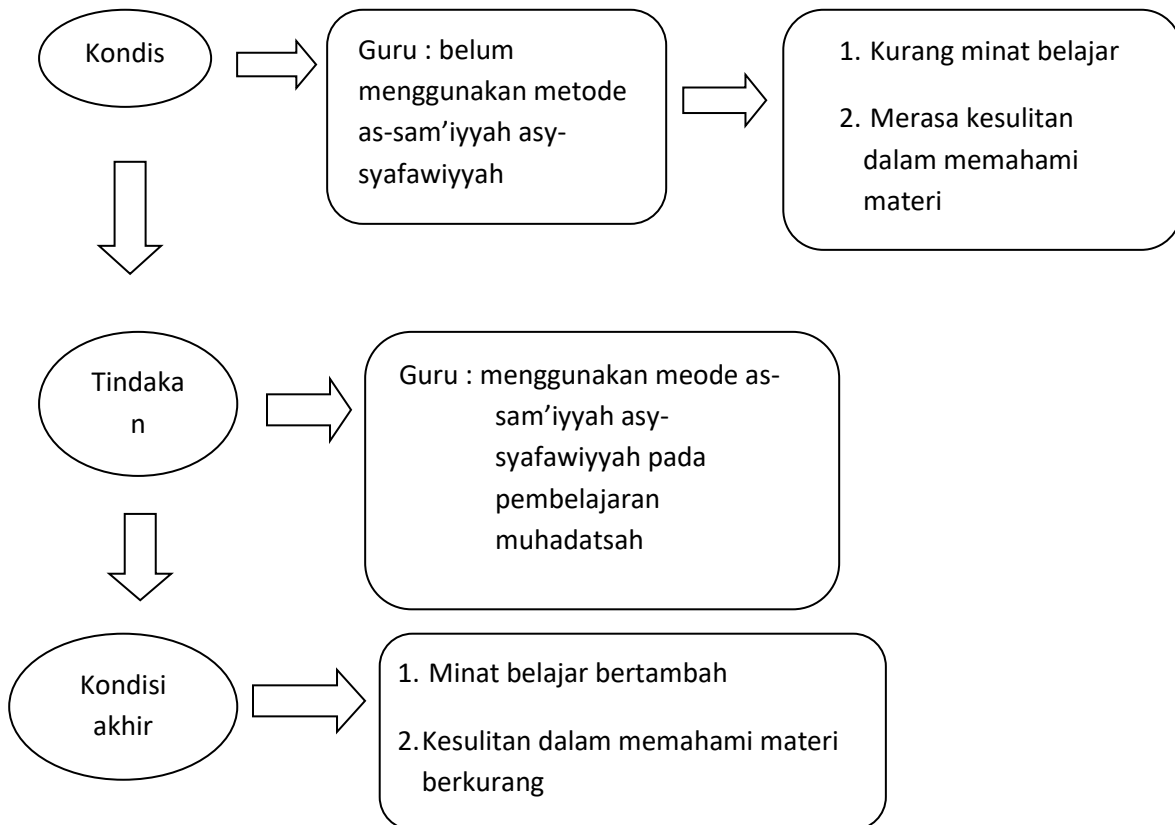 Kondis
Guru : belum
menggunakan metode
as-sam’iyyah asy-
syafawiyyah
1. Kurang minat belajar
2. Merasa kesulitan
dalam memahami
materi
Tindaka
n
Guru : menggunakan meode as-
sam’iyyah asy-
syafawiyyah pada
pembelajaran
muhadatsah
Kondisi
akhir
1. Minat belajar bertambah
2. Kesulitan dalam memahami materi
berkurang